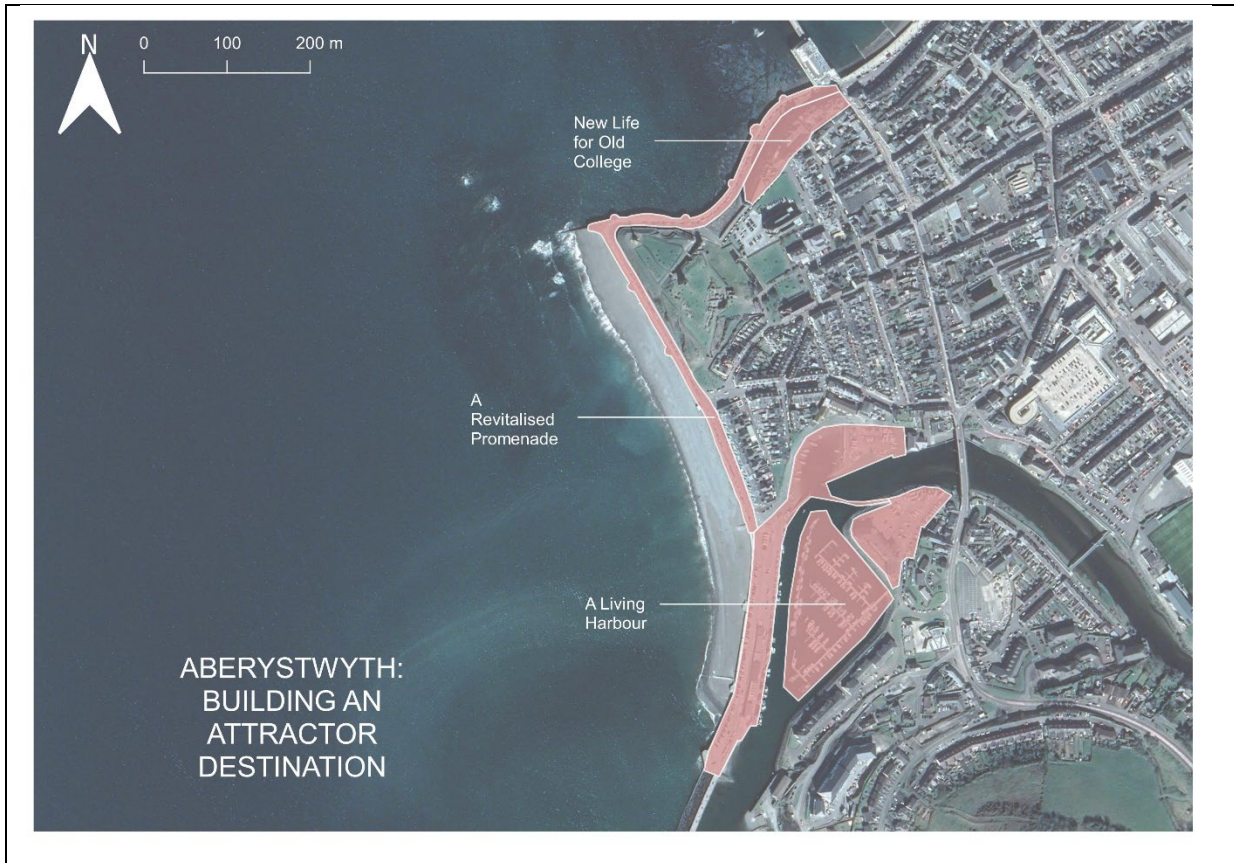 N
0 100 200 m
New Life
for Old
College
A
Revitalised
Promenade
A Living
Harbour
ABERYSTWYTH:
BUILDING AN
ATTRACTOR
DESTINATION